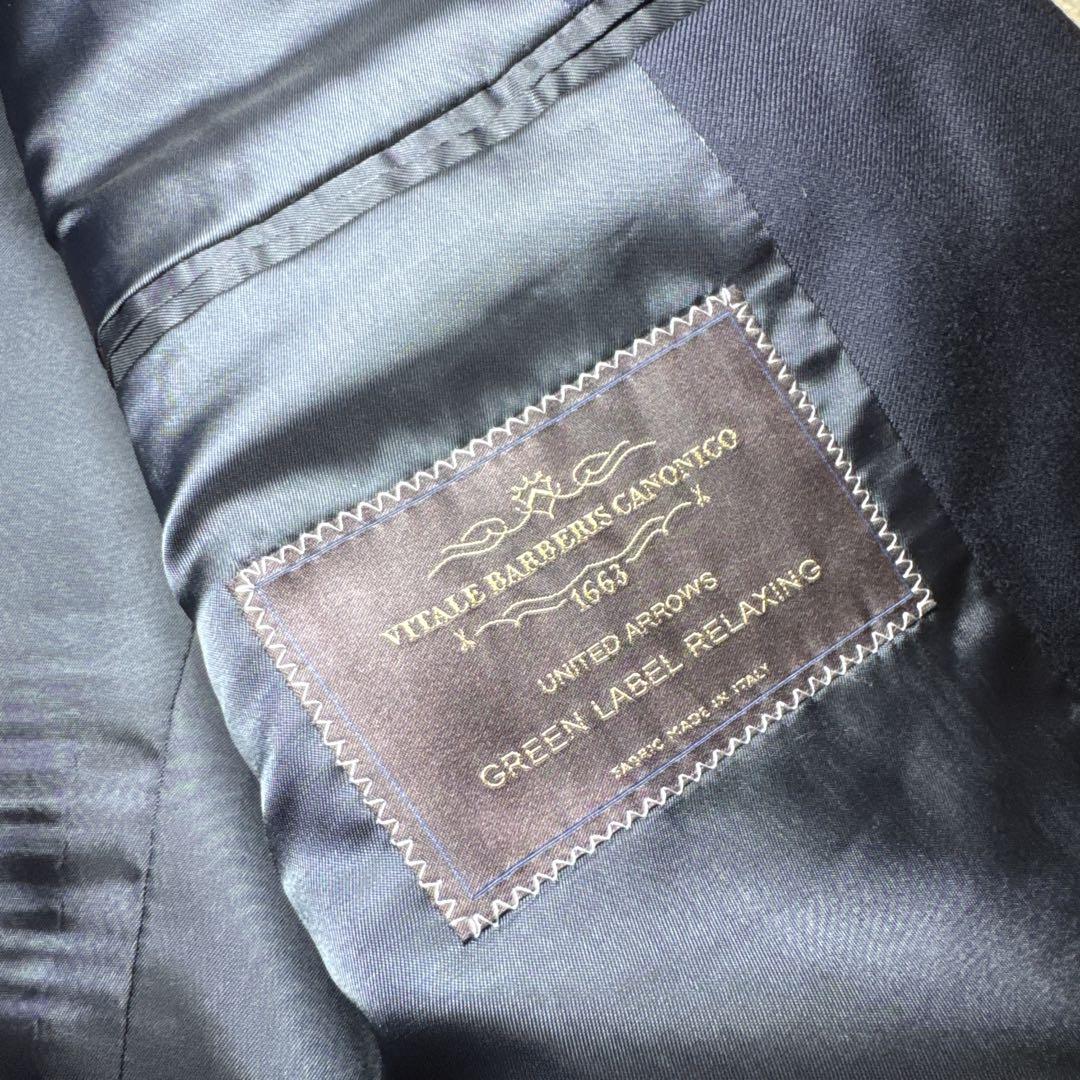 VITALE BARBERIS CANONICO
1663
UNITED ARROWS
GREEN LABEL RELAXING
FABRIC MADE IN ITALY